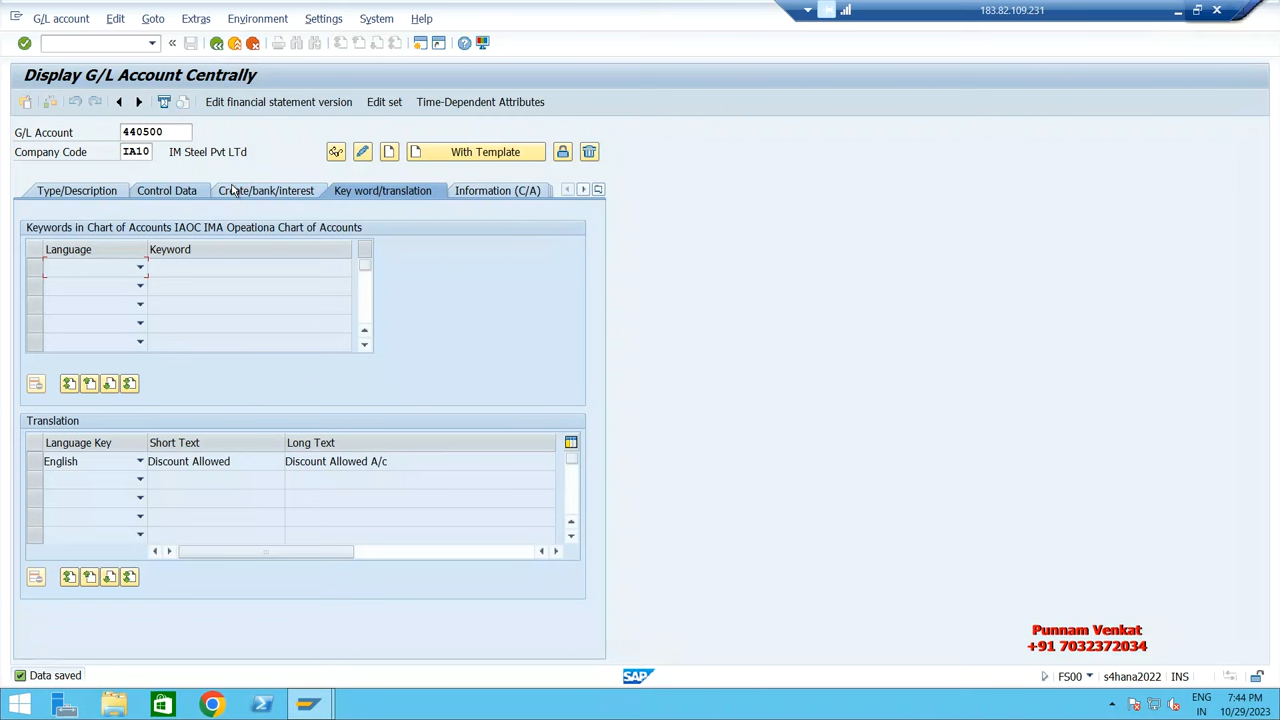 183.82.109.231
G/L account Edit Goto Extras Environment Settings System Help
Display G/L Account Centrally
Edit financial statement version Edit set Time-Dependent Attributes
G/L Account 440500
Company Code IA10 IM Steel Pvt LTd With Template
Type/Description Control Data Create/bank/interest Key word/translation Information (C/A)
Keywords in Chart of Accounts IAOC IMA Opeationa Chart of Accounts
Language Keyword
Translation
Language Key Short Text Long Text
English Discount Allowed Discount Allowed A/c
Punnam Venkat
+91 7032372034
Data saved SAP FS00 s4hana2022 INS
ENG 7:44 PM
IN 10/29/2023